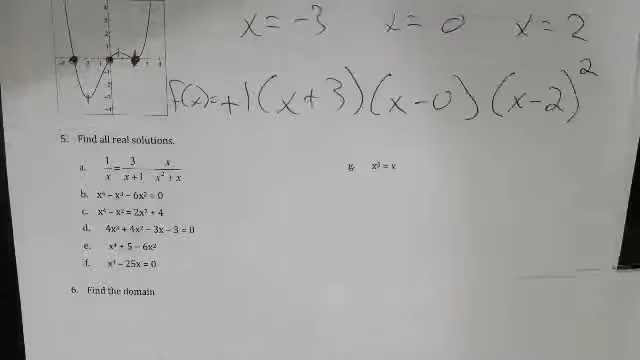 x = -3 x = 0 x = 2
f(x) = +1 (x+3)(x-0)(x-2)²
5. Find all real solutions.
a. 1/x = 3/(x+1) x/(x² + x)
g. x³ = x
b. x⁴ - x³ - 6x² = 0
c. x⁴ - x² = 2x² + 4
d. 4x³ + 4x² - 3x - 3 = 0
e. x⁴ + 5 - 6x²
f. x³ - 25x = 0
6. Find the domain